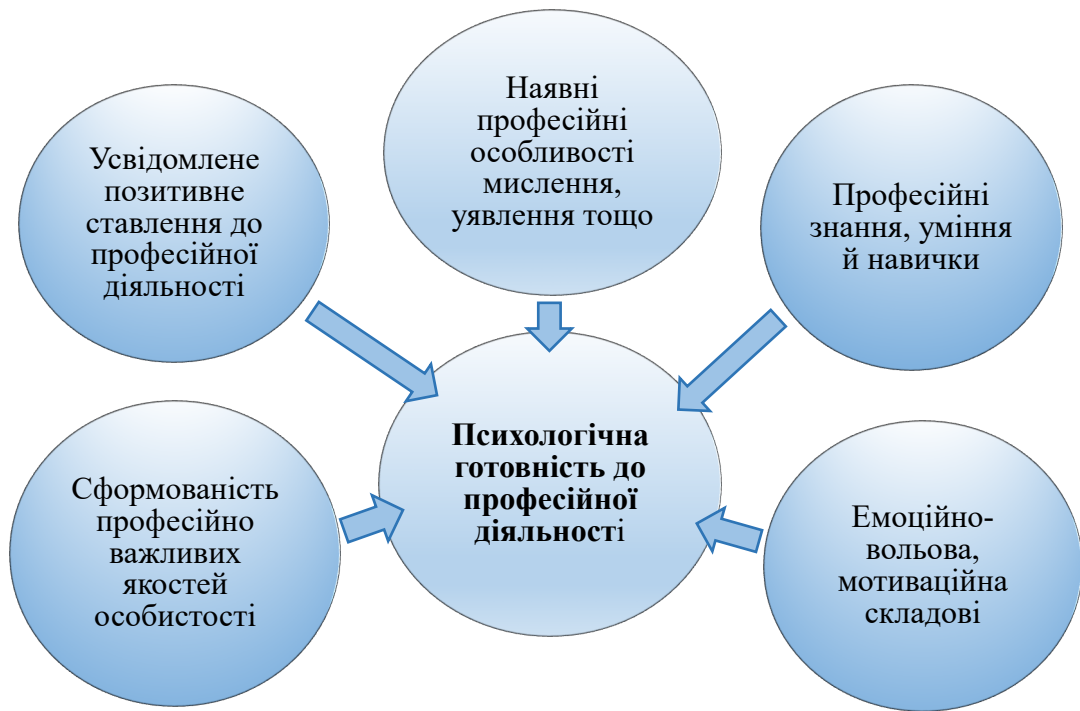 Наявні
професійні
особливості
мислення,
уявлення тощо
Усвідомлене
позитивне
ставлення до
професійної
діяльності
Професійні
знання, уміння
й навички
Психологічна
готовність до
професійної
діяльності
Сформованість
професійно
важливих
якостей
особистості
Емоційно-
вольова,
мотиваційна
складові